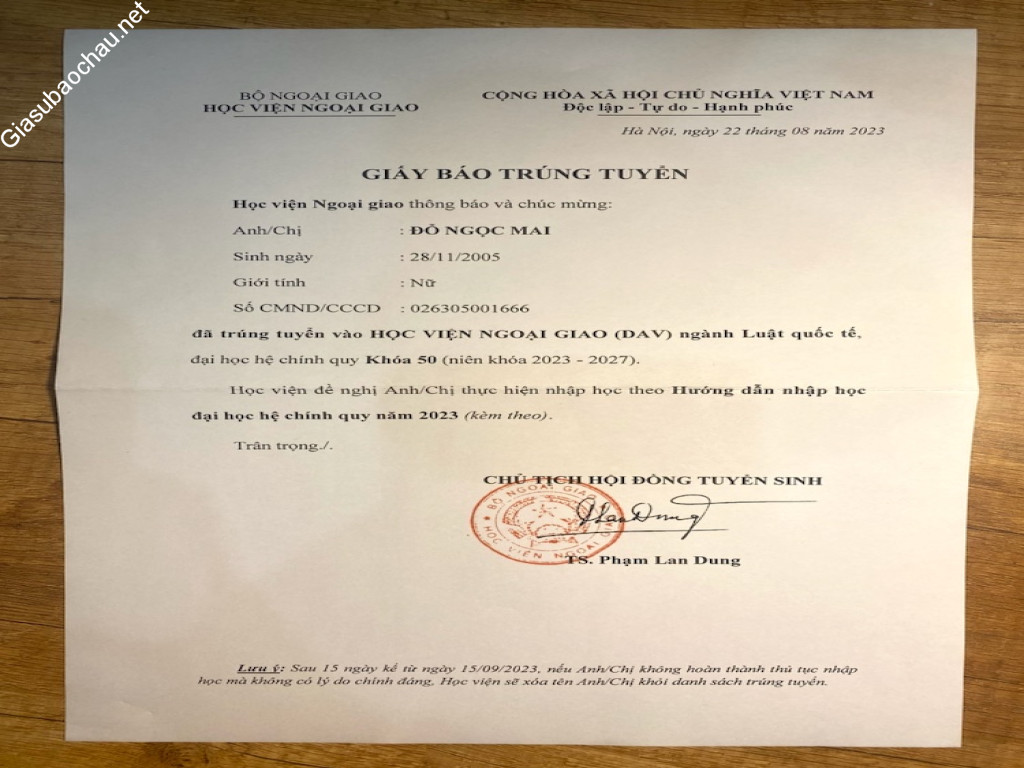 Giasubaochau.net
BỘ NGOẠI GIAO
HỌC VIỆN NGOẠI GIAO
CỘNG HÒA XÃ HỘI CHỦ NGHĨA VIỆT NAM
Độc lập - Tự do - Hạnh phúc
Hà Nội, ngày 22 tháng 08 năm 2023
GIẤY BÁO TRÚNG TUYỂN
Học viện Ngoại giao thông báo và chúc mừng:
Anh/Chị : ĐỖ NGỌC MAI
Sinh ngày : 28/11/2005
Giới tính : Nữ
Số CMND/CCCD : 026305001666
đã trúng tuyển vào HỌC VIỆN NGOẠI GIAO (DAV) ngành Luật quốc tế,
đại học hệ chính quy Khóa 50 (niên khóa 2023 - 2027).
Học viện đề nghị Anh/Chị thực hiện nhập học theo Hướng dẫn nhập học
đại học hệ chính quy năm 2023 (kèm theo).
Trân trọng./.
CHỦ TỊCH HỘI ĐỒNG TUYỂN SINH
BỘ NGOẠI GIAO
HỌC VIỆN NGOẠI GIAO
LanDung
TS. Phạm Lan Dung
Lưu ý: Sau 15 ngày kể từ ngày 15/09/2023, nếu Anh/Chị không hoàn thành thủ tục nhập
học mà không có lý do chính đáng, Học viện sẽ xóa tên Anh/Chị khỏi danh sách trúng tuyển.